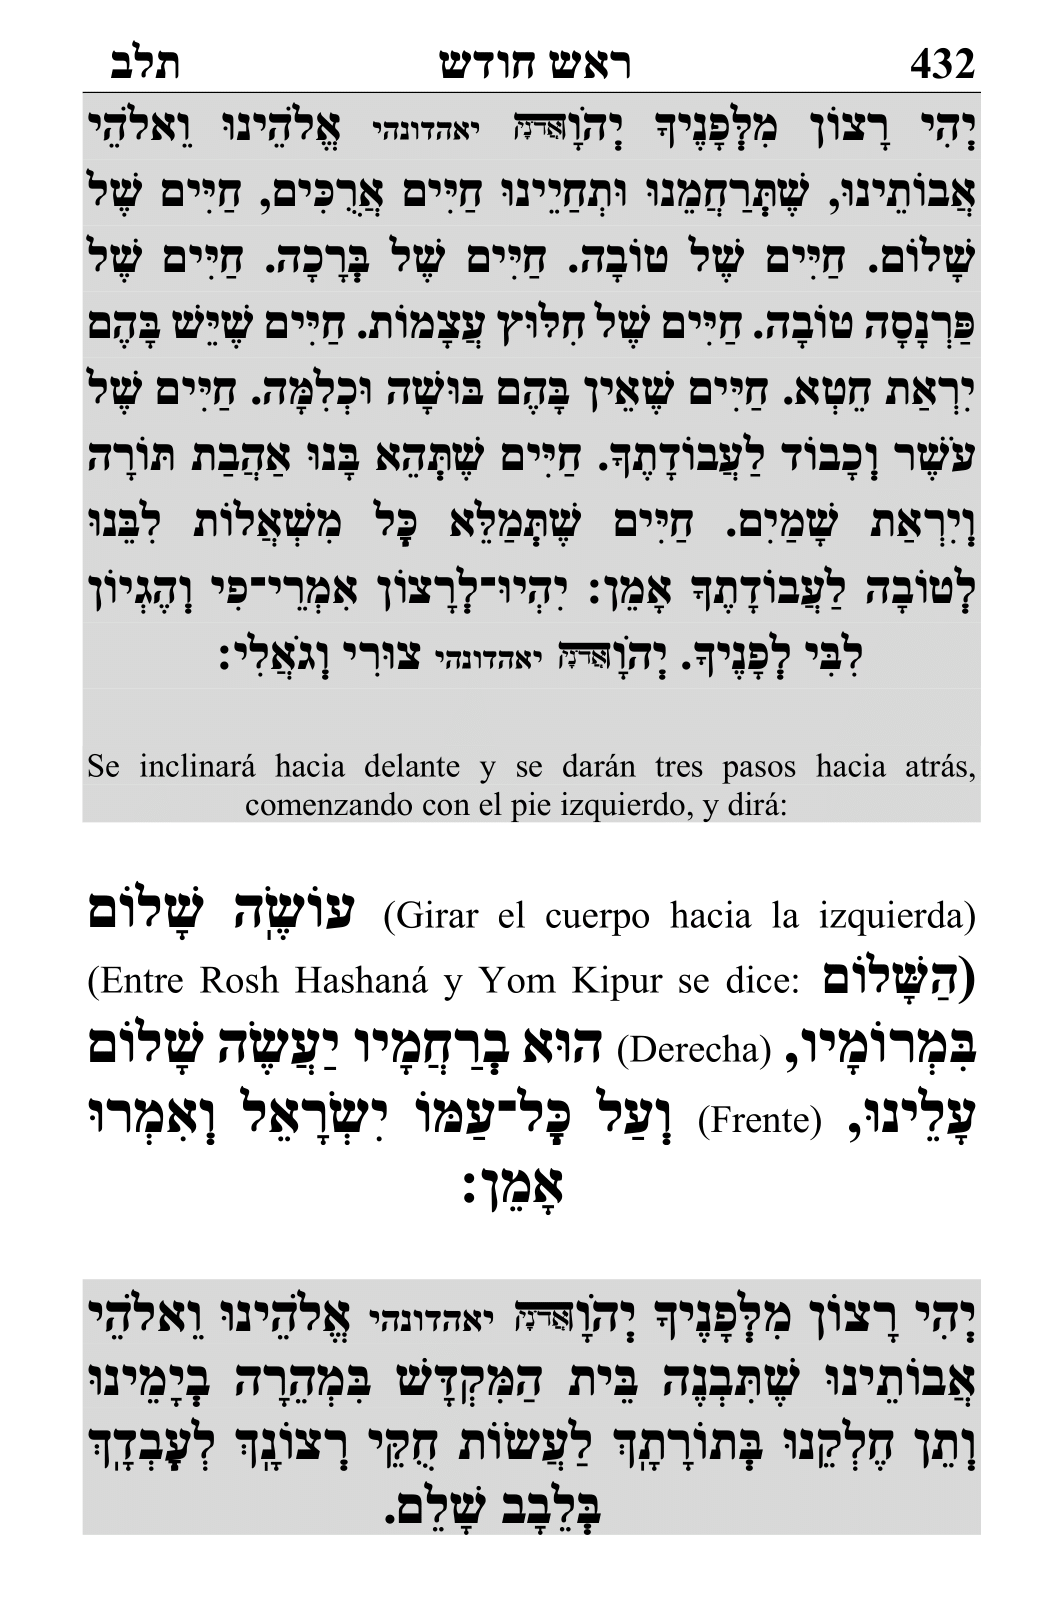 432 ראש חודש תלב
יְהִי רָצוֹן מִלְּפָנֶיךָ יְהֹוָה אֲדֹנָי יאהדונהי אֱלֹהֵינוּ וֵאלֹהֵי
אֲבוֹתֵינוּ, שֶׁתְּרַחֲמֵנוּ וּתְחַיֵּינוּ חַיִּים אֲרֻכִּים, חַיִּים שֶׁל
שָׁלוֹם. חַיִּים שֶׁל טוֹבָה. חַיִּים שֶׁל בְּרָכָה. חַיִּים שֶׁל
פַּרְנָסָה טוֹבָה. חַיִּים שֶׁל חִלּוּץ עֲצָמוֹת. חַיִּים שֶׁיֵּשׁ בָּהֶם
יִרְאַת חֵטְא. חַיִּים שֶׁאֵין בָּהֶם בוּשָׁה וּכְלִמָּה. חַיִּים שֶׁל
עֹשֶׁר וְכָבוֹד לַעֲבוֹדָתֶךָ. חַיִּים שֶׁתְּהֵא בָּנוּ אַהֲבַת תּוֹרָה
וְיִרְאַת שָׁמַיִם. חַיִּים שֶׁתְּמַלֵּא כָּל מִשְׁאֲלוֹת לִבֵּנוּ
לְטוֹבָה לַעֲבוֹדָתֶךָ אָמֵן: יִהְיוּ־לְרָצוֹן אִמְרֵי־פִי וְהֶגְיוֹן
לִבִּי לְפָנֶיךָ. יְהֹוָה אֲדֹנָי יאהדונהי צוּרִי וְגֹאֲלִי:
Se inclinará hacia delante y se darán tres pasos hacia atrás,
comenzando con el pie izquierdo, y dirá:
(Girar el cuerpo hacia la izquierda) עוֹשֶֽׂה שָׁלוֹם
(Entre Rosh Hashaná y Yom Kipur se dice: הַשָּׁלוֹם)
בִּמְרוֹמָיו, (Derecha) הוּא בְרַחֲמָיו יַעֲשֶׂה שָׁלוֹם
עָלֵינוּ, (Frente) וְעַל כָּל־עַמּוֹ יִשְׂרָאֵל וְאִמְרוּ
אָמֵן:
יְהִי רָצוֹן מִלְּפָנֶיךָ יְהֹוָה אֲדֹנָי יאהדונהי אֱלֹהֵינוּ וֵאלֹהֵי
אֲבוֹתֵינוּ שֶׁתִּבְנֶה בֵּית הַמִּקְדָּשׁ בִּמְהֵרָה בְיָמֵינוּ
וְתֵן חֶלְקֵנוּ בְּתוֹרָתָֽךְ לַעֲשׂוֹת חֻקֵּי רְצוֹנָֽךְ לְעָבְדָֽךְ
בְּלֵבָב שָׁלֵם.